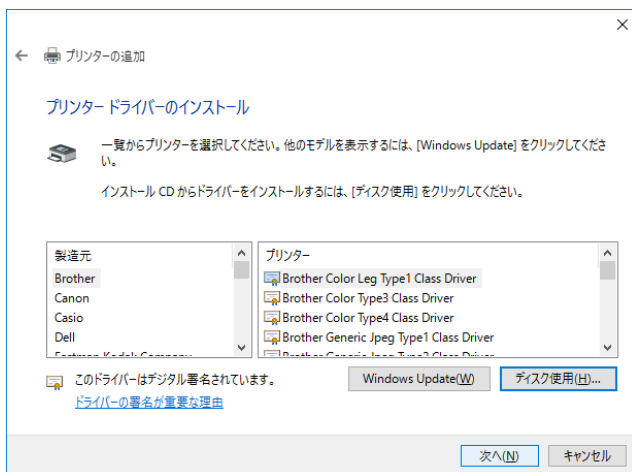 プリンターの追加
プリンター ドライバーのインストール
一覧からプリンターを選択してください。他のモデルを表示するには、[Windows Update] をクリックしてくださ
い。
インストール CD からドライバーをインストールするには、[ディスク使用] をクリックしてください。
製造元
Brother
Canon
Casio
Dell
Eastman Kodak Company
プリンター
Brother Color Leg Type1 Class Driver
Brother Color Type3 Class Driver
Brother Color Type4 Class Driver
Brother Generic Jpeg Type1 Class Driver
Brother Generic Jpeg Type2 Class Driver
このドライバーはデジタル署名されています。
ドライバーの署名が重要な理由
Windows Update(W)
ディスク使用(H)...
次へ(N)
キャンセル